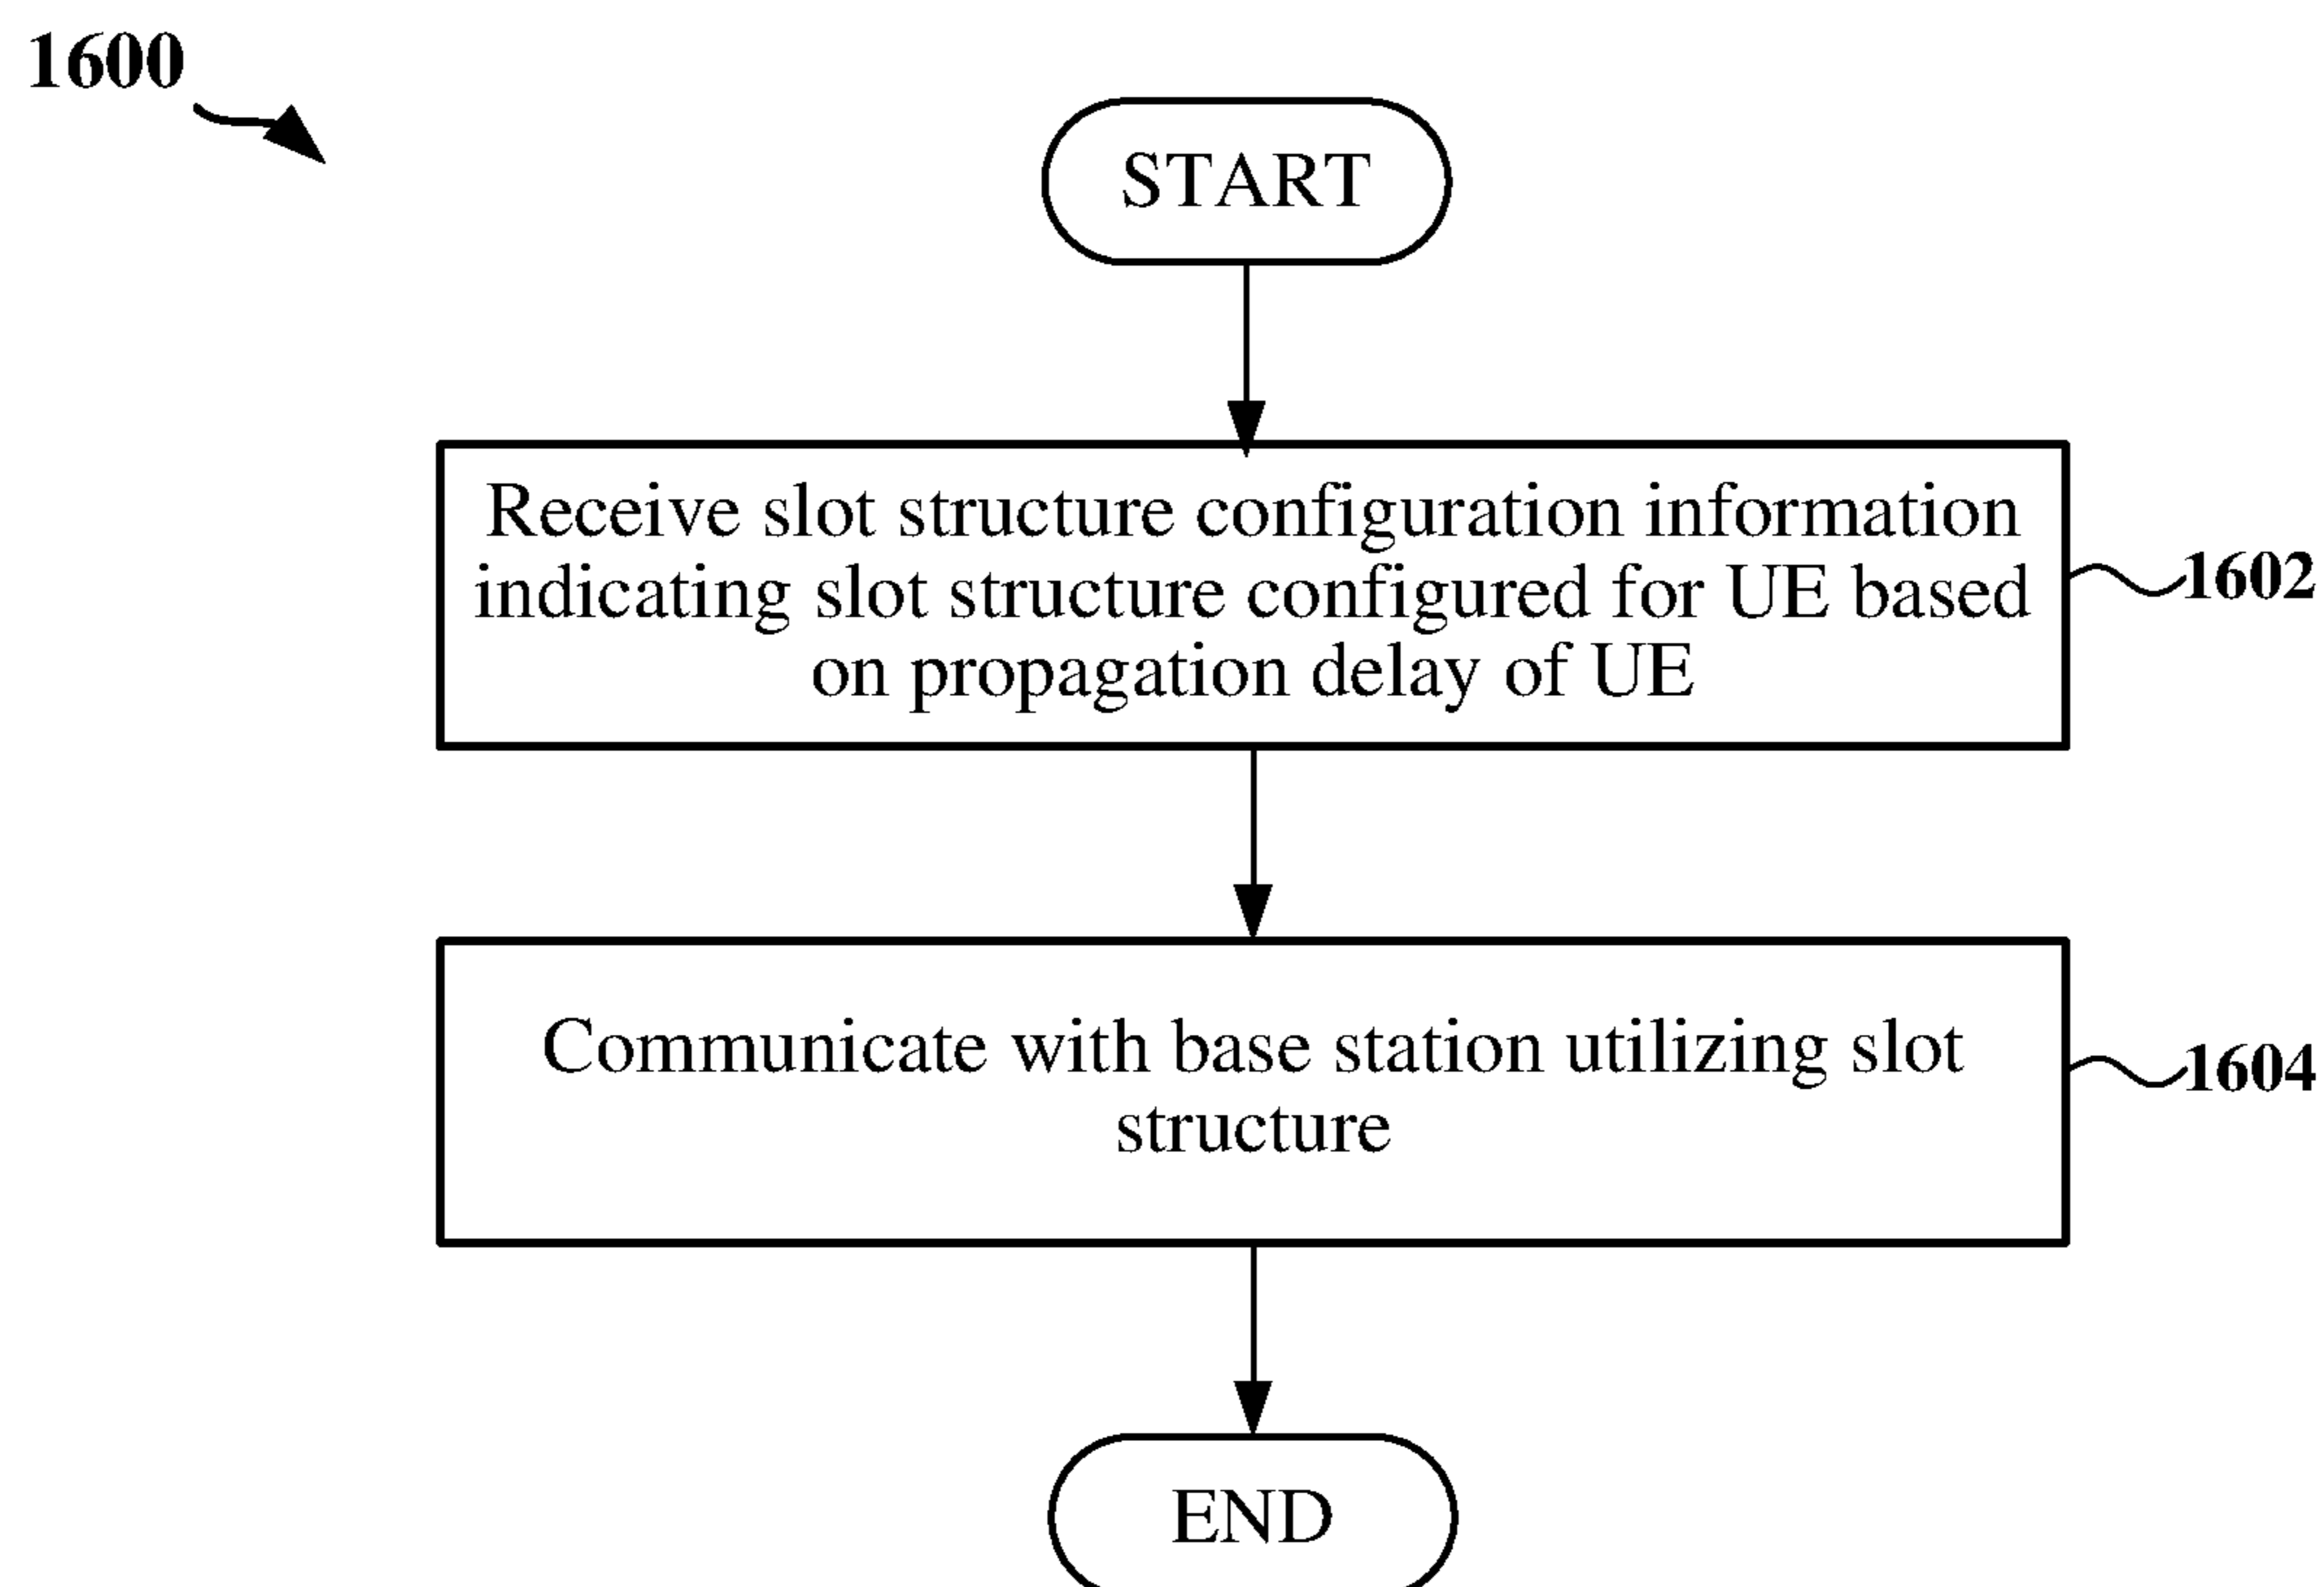 1600
START
Receive slot structure configuration information
indicating slot structure configured for UE based
on propagation delay of UE
1602
Communicate with base station utilizing slot
structure
1604
END